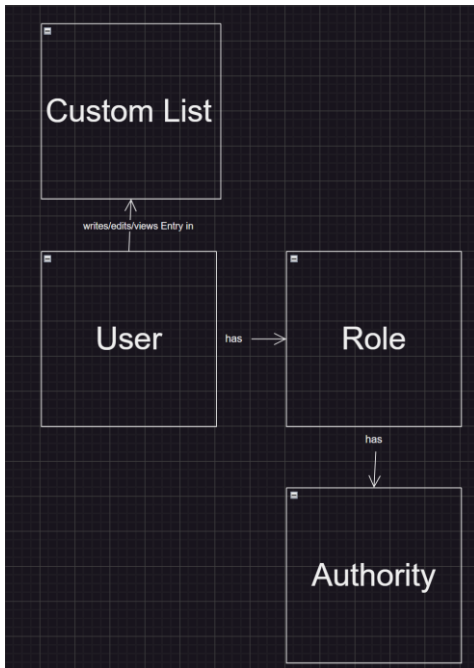 Custom List
writes/edits/views Entry in
User
has
Role
has
Authority